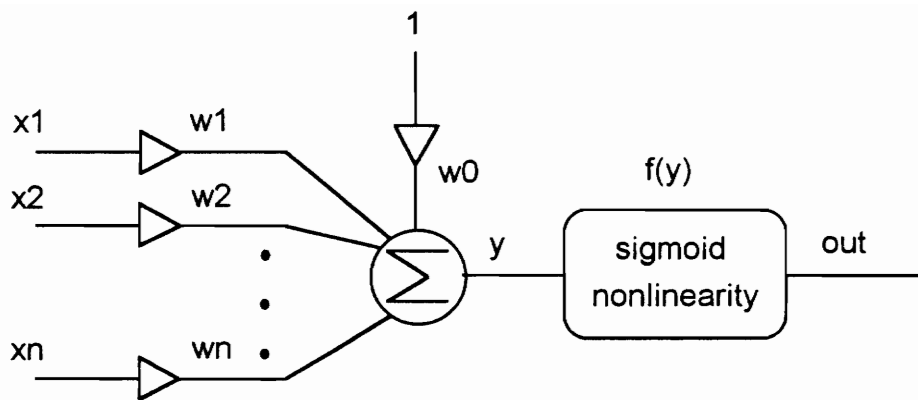 1
x1
w1
w0
f(y)
x2
w2
y
sigmoid
nonlinearity
out
Σ
xn
wn